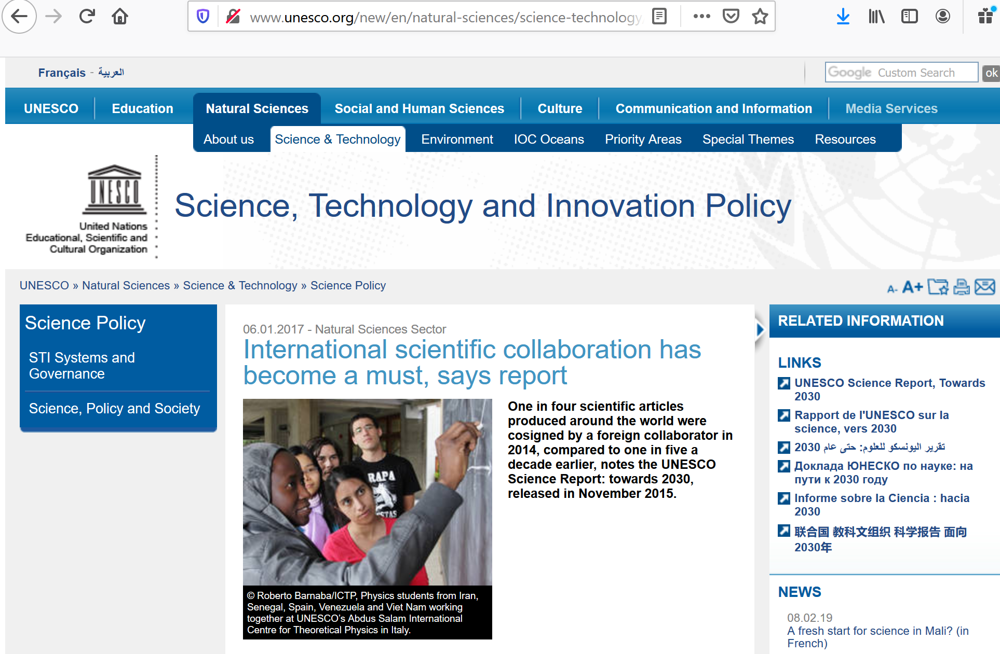 www.unesco.org/new/en/natural-sciences/science-technology
Français - العربية
Google Custom Search
ok
UNESCO
Education
Natural Sciences
Social and Human Sciences
Culture
Communication and Information
Media Services
About us
Science & Technology
Environment
IOC Oceans
Priority Areas
Special Themes
Resources
UNESCO
United Nations
Educational, Scientific and
Cultural Organization
Science, Technology and Innovation Policy
UNESCO » Natural Sciences » Science & Technology » Science Policy
A- A+
Science Policy
STI Systems and
Governance
Science, Policy and Society
06.01.2017 - Natural Sciences Sector
International scientific collaboration has
become a must, says report
RAPA
STAS
© Roberto Barnaba/ICTP, Physics students from Iran,
Senegal, Spain, Venezuela and Viet Nam working
together at UNESCO’s Abdus Salam International
Centre for Theoretical Physics in Italy.
One in four scientific articles
produced around the world were
cosigned by a foreign collaborator in
2014, compared to one in five a
decade earlier, notes the UNESCO
Science Report: towards 2030,
released in November 2015.
RELATED INFORMATION
LINKS
UNESCO Science Report, Towards
2030
Rapport de l'UNESCO sur la
science, vers 2030
تقرير اليونسكو للعلوم: حتى عام 2030
Доклада ЮНЕСКО по науке: на
пути к 2030 году
Informe sobre la Ciencia : hacia
2030
联合国 教科文组织 科学报告 面向
2030年
NEWS
08.02.19
A fresh start for science in Mali? (in
French)